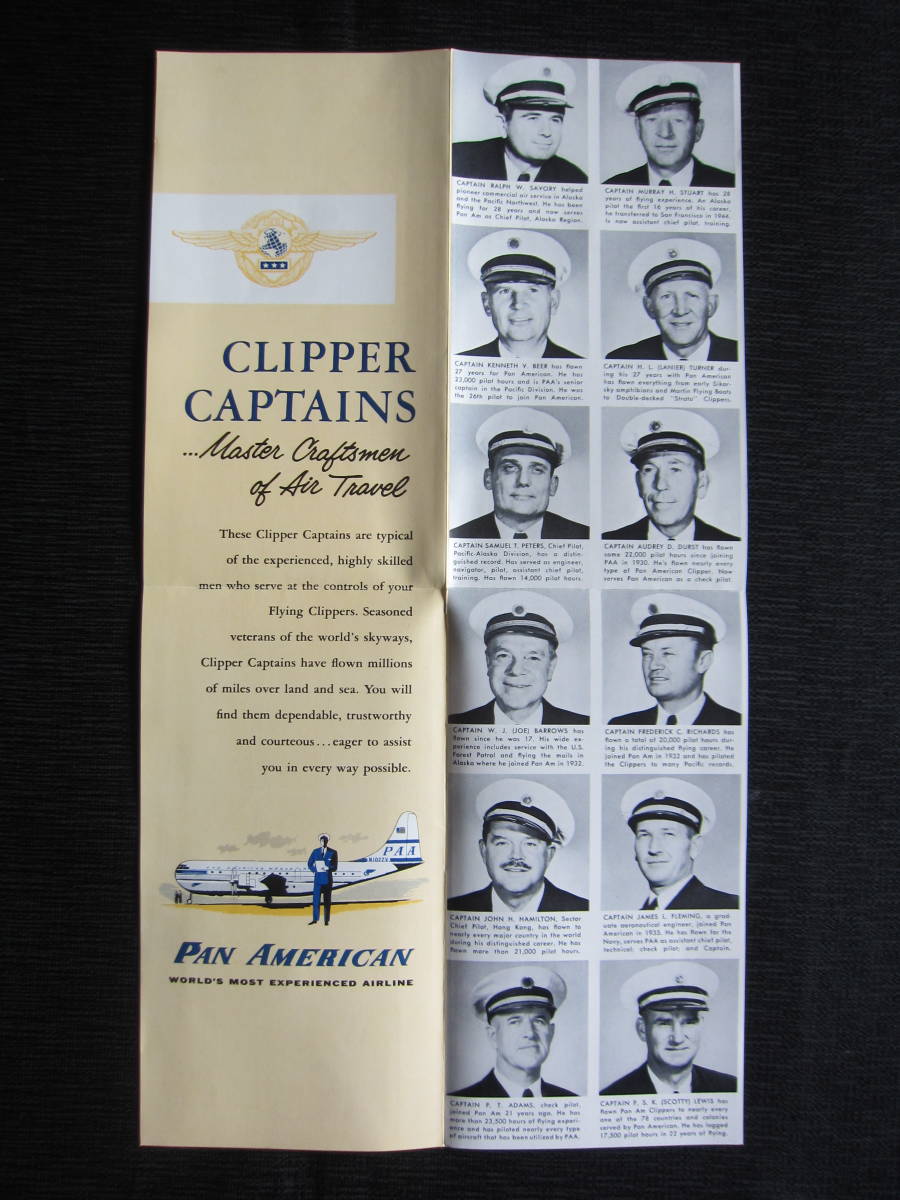 CLIPPER
CAPTAINS
...Master Craftsmen
of Air Travel
These Clipper Captains are typical
of the experienced, highly skilled
men who serve at the controls of your
Flying Clippers. Seasoned
veterans of the world's skyways,
Clipper Captains have flown millions
of miles over land and sea. You will
find them dependable, trustworthy
and courteous...eager to assist
you in every way possible.
PAA
N1022V
PAN AMERICAN
WORLD'S MOST EXPERIENCED AIRLINE
CAPTAIN RALPH W. SAVORY helped
pioneer commercial air service in Alaska
and the Pacific Northwest. He has been
flying for 28 years and now serves
Pan Am as Chief Pilot, Alaska Region.
CAPTAIN MURRAY H. STUART has 28
years of flying experience. An Alaska
pilot the first 16 years of his career,
he transferred to San Francisco in 1944.
Is now assistant chief pilot, training.
CAPTAIN KENNETH V. BEER has flown
27 years for Pan American. He has
23,000 pilot hours and is PAA's senior
captain in the Pacific Division. He was
the 26th pilot to join Pan American.
CAPTAIN H. L. (LANIER) TURNER dur-
ing his 27 years with Pan American
has flown everything from early Sikor-
sky amphibians and Martin Flying Boats
to Double-decked "Strato" Clippers.
CAPTAIN SAMUEL T. PETERS, Chief Pilot,
Pacific-Alaska Division, has a distin-
guished record. Has served as engineer,
navigator, pilot, assistant chief pilot,
training. Has flown 14,000 pilot hours.
CAPTAIN AUDREY D. DURST has flown
some 22,000 pilot hours since joining
PAA in 1930. He's flown nearly every
type of Pan American Clipper. Now
serves Pan American as a check pilot.
CAPTAIN W. J. (JOE) BARROWS has
flown since he was 17. His wide ex-
perience includes service with the U.S.
Forest Patrol and flying the mails in
Alaska where he joined Pan Am in 1932.
CAPTAIN FREDERICK C. RICHARDS has
flown a total of 20,000 pilot hours dur-
ing his distinguished flying career. He
joined Pan Am in 1932 and has piloted
the Clippers to many Pacific records.
CAPTAIN JOHN H. HAMILTON, Sector
Chief Pilot, Hong Kong, has flown to
nearly every major country in the world
during his distinguished career. He has
flown more than 21,000 pilot hours.
CAPTAIN JAMES L. FLEMING, a grad-
uate aeronautical engineer, joined Pan
American in 1935. He has flown for the
Navy, serves PAA as assistant chief pilot,
technical; check pilot; and Captain.
CAPTAIN P. T. ADAMS, check pilot,
joined Pan Am 21 years ago. He has
more than 23,500 hours of flying experi-
ence and has piloted nearly every type
of aircraft that has been utilized by PAA.
CAPTAIN P. S. K. (SCOTTY) LEWIS has
flown Pan Am Clippers to nearly every
one of the 78 countries and colonies
served by Pan American. He has logged
17,500 pilot hours in 22 years of flying.